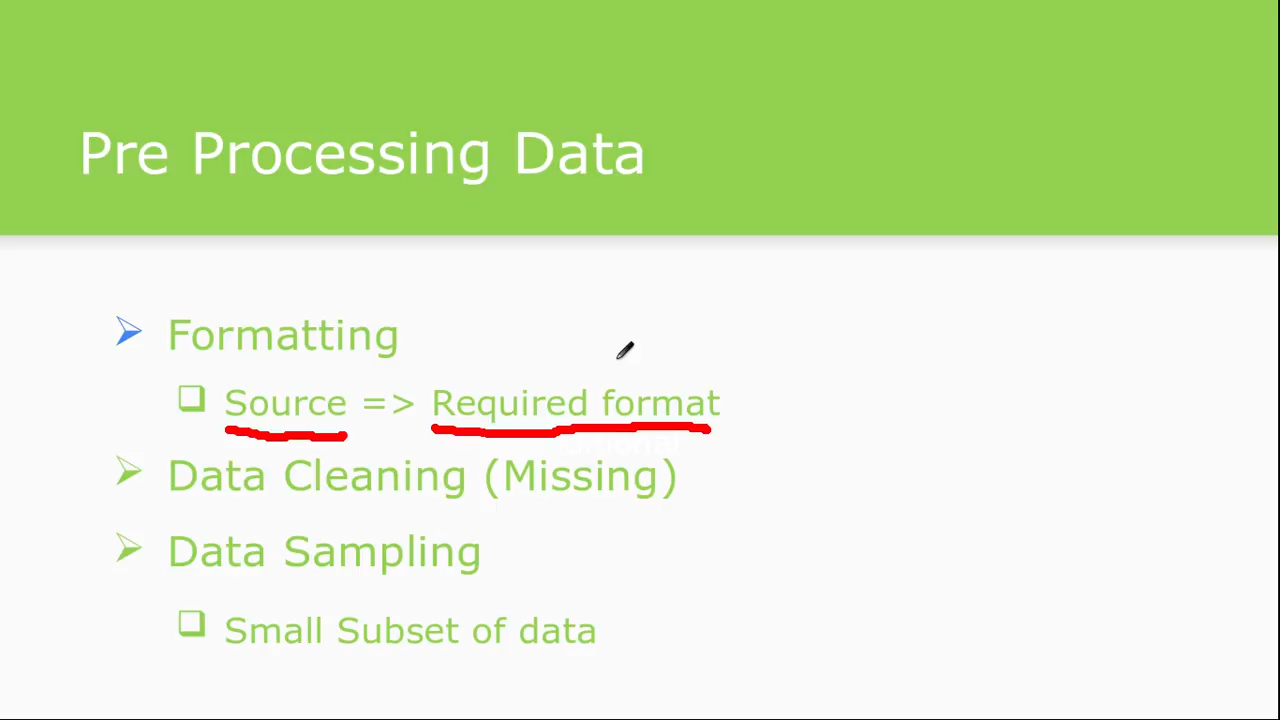 Pre Processing Data
Formatting
Source => Required format
Data Cleaning (Missing)
Data Sampling
Small Subset of data